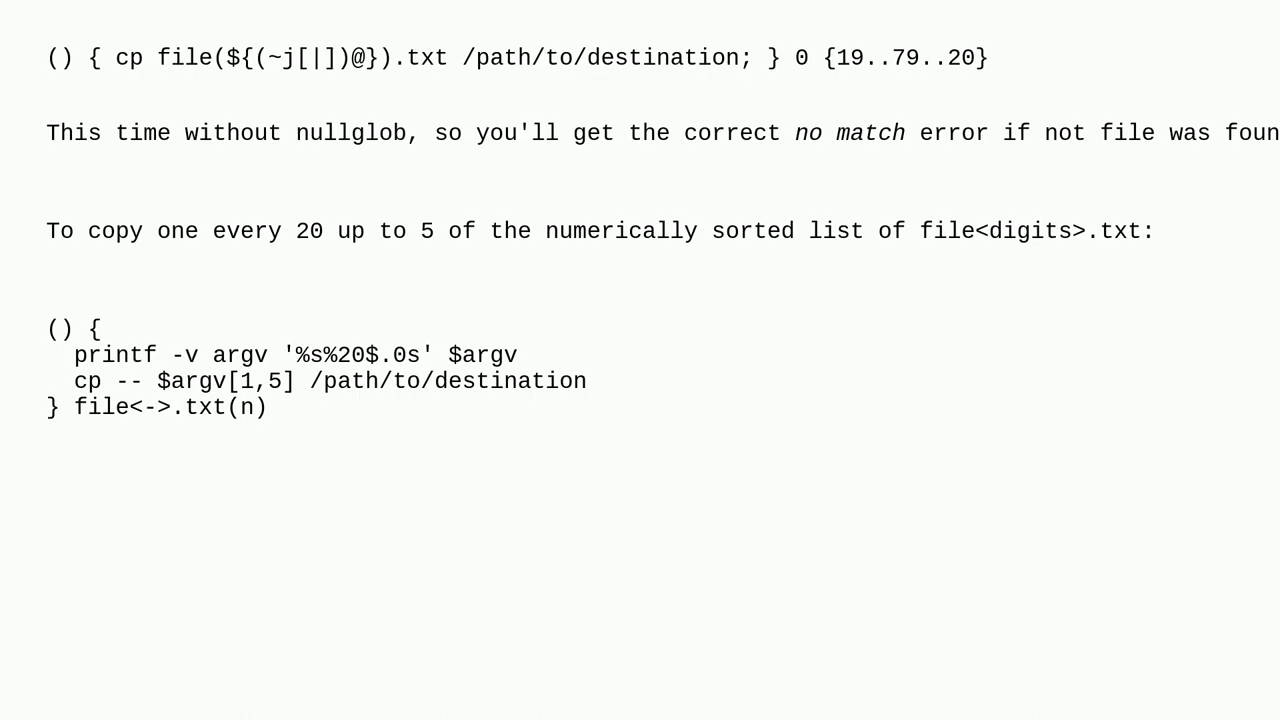 () { cp file(${(~j[|])@}).txt /path/to/destination; } 0 {19..79..20}
This time without nullglob, so you'll get the correct no match error if not file was foun
To copy one every 20 up to 5 of the numerically sorted list of file<digits>.txt:
() {
  printf -v argv '%s%20$.0s' $argv
  cp -- $argv[1,5] /path/to/destination
} file<->.txt(n)